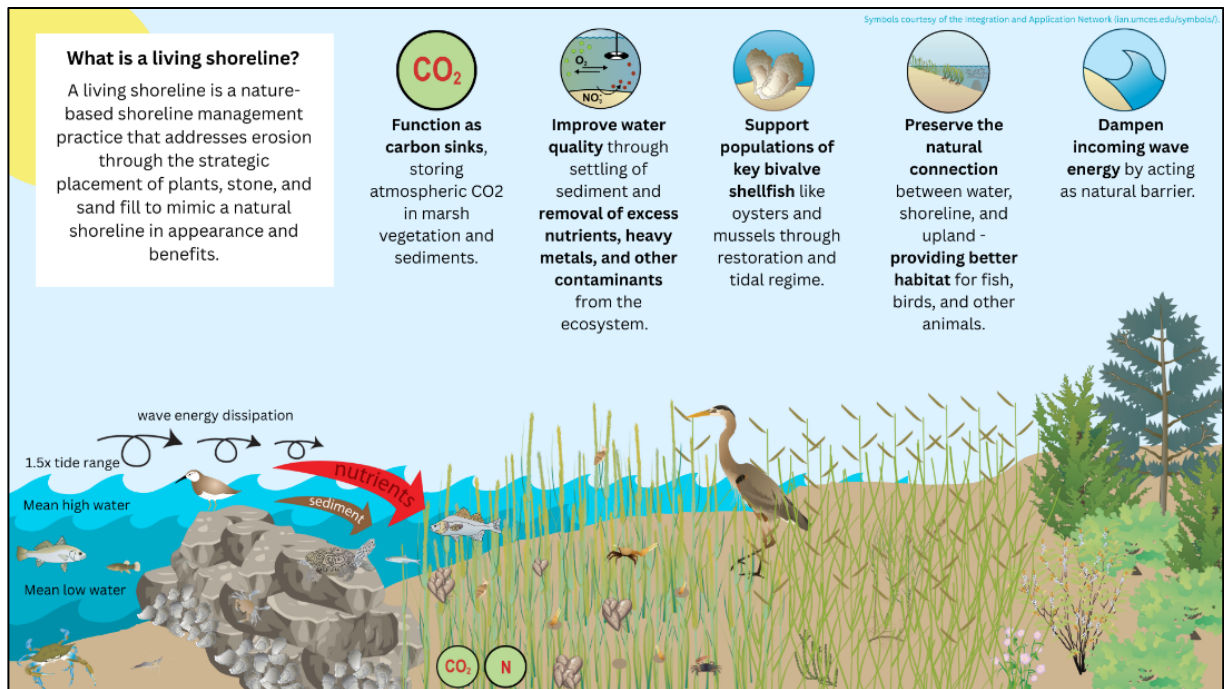 Symbols courtesy of the Integration and Application Network (ian.umces.edu/symbols/).
What is a living shoreline?
A living shoreline is a nature-
based shoreline management
practice that addresses erosion
through the strategic
placement of plants, stone, and
sand fill to mimic a natural
shoreline in appearance and
benefits.
CO2
Function as
carbon sinks,
storing
atmospheric CO2
in marsh
vegetation and
sediments.
O2
NO3-
Improve water
quality through
settling of
sediment and
removal of excess
nutrients, heavy
metals, and other
contaminants
from the
ecosystem.
Support
populations of
key bivalve
shellfish like
oysters and
mussels through
restoration and
tidal regime.
Preserve the
natural
connection
between water,
shoreline, and
upland -
providing better
habitat for fish,
birds, and other
animals.
Dampen
incoming wave
energy by acting
as natural barrier.
wave energy dissipation
1.5x tide range
nutrients
Mean high water
sediment
Mean low water
CO2
N